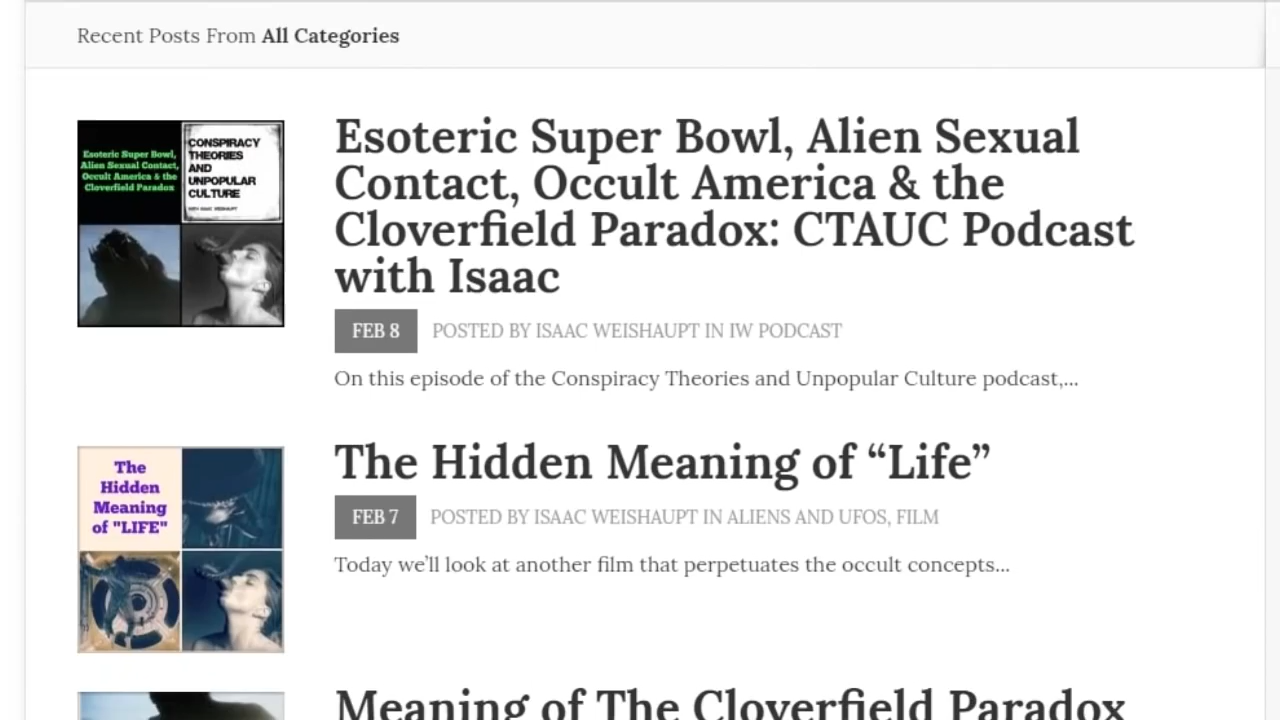 Recent Posts From All Categories
Esoteric Super Bowl,
Alien Sexual Contact,
Occult America & the
Cloverfield Paradox
CONSPIRACY
THEORIES
AND
UNPOPULAR
CULTURE
WITH ISAAC WEISHAUPT
Esoteric Super Bowl, Alien Sexual
Contact, Occult America & the
Cloverfield Paradox: CTAUC Podcast
with Isaac
FEB 8 POSTED BY ISAAC WEISHAUPT IN IW PODCAST
On this episode of the Conspiracy Theories and Unpopular Culture podcast,...
The
Hidden
Meaning
of "LIFE"
The Hidden Meaning of “Life”
FEB 7 POSTED BY ISAAC WEISHAUPT IN ALIENS AND UFOS, FILM
Today we’ll look at another film that perpetuates the occult concepts...
Meaning of The Cloverfield Paradox